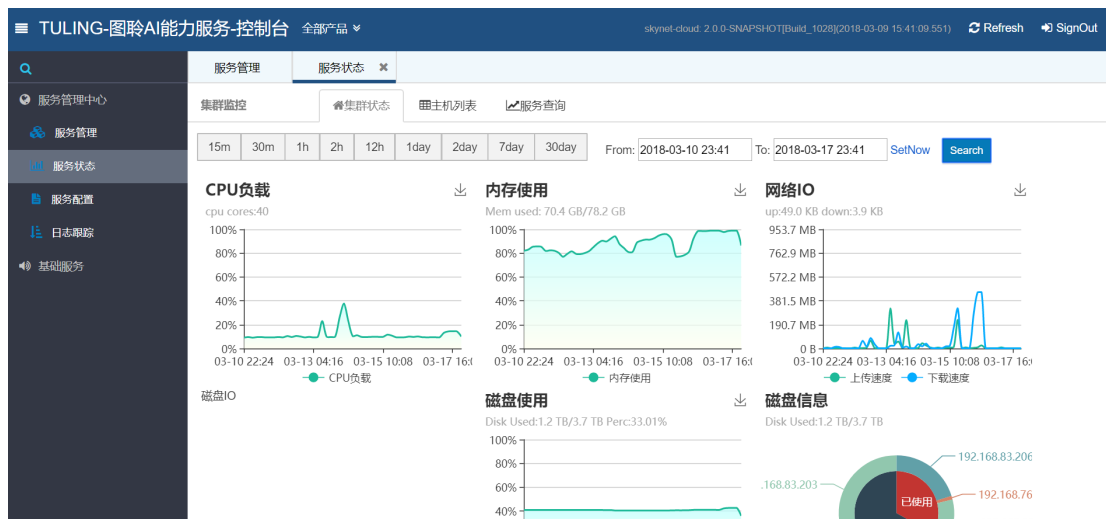 TULING-图聆AI能力服务-控制台 全部产品 skynet-cloud: 2.0.0-SNAPSHOT[Build_1028](2018-03-09 15:41:09.551) Refresh SignOut
服务管理 服务状态
服务管理中心
服务管理
服务状态
服务配置
日志跟踪
基础服务
集群监控 集群状态 主机列表 服务查询
15m 30m 1h 2h 12h 1day 2day 7day 30day From: 2018-03-10 23:41 To: 2018-03-17 23:41 SetNow Search
CPU负载
cpu cores:40
100%
80%
60%
40%
20%
0%
03-10 22:24 03-13 04:16 03-15 10:08 03-17 16:
CPU负载
内存使用
Mem used: 70.4 GB/78.2 GB
100%
80%
60%
40%
20%
0%
03-10 22:24 03-13 04:16 03-15 10:08 03-17 16:
内存使用
网络IO
up:49.0 KB down:3.9 KB
953.7 MB
762.9 MB
572.2 MB
381.5 MB
190.7 MB
0 B
03-10 22:24 03-13 04:16 03-15 10:08 03-17 16:
上传速度 下载速度
磁盘IO
磁盘使用
Disk Used:1.2 TB/3.7 TB Perc:33.01%
100%
80%
60%
40%
磁盘信息
Disk Used:1.2 TB/3.7 TB
192.168.83.206
.168.83.203
192.168.76
已使用